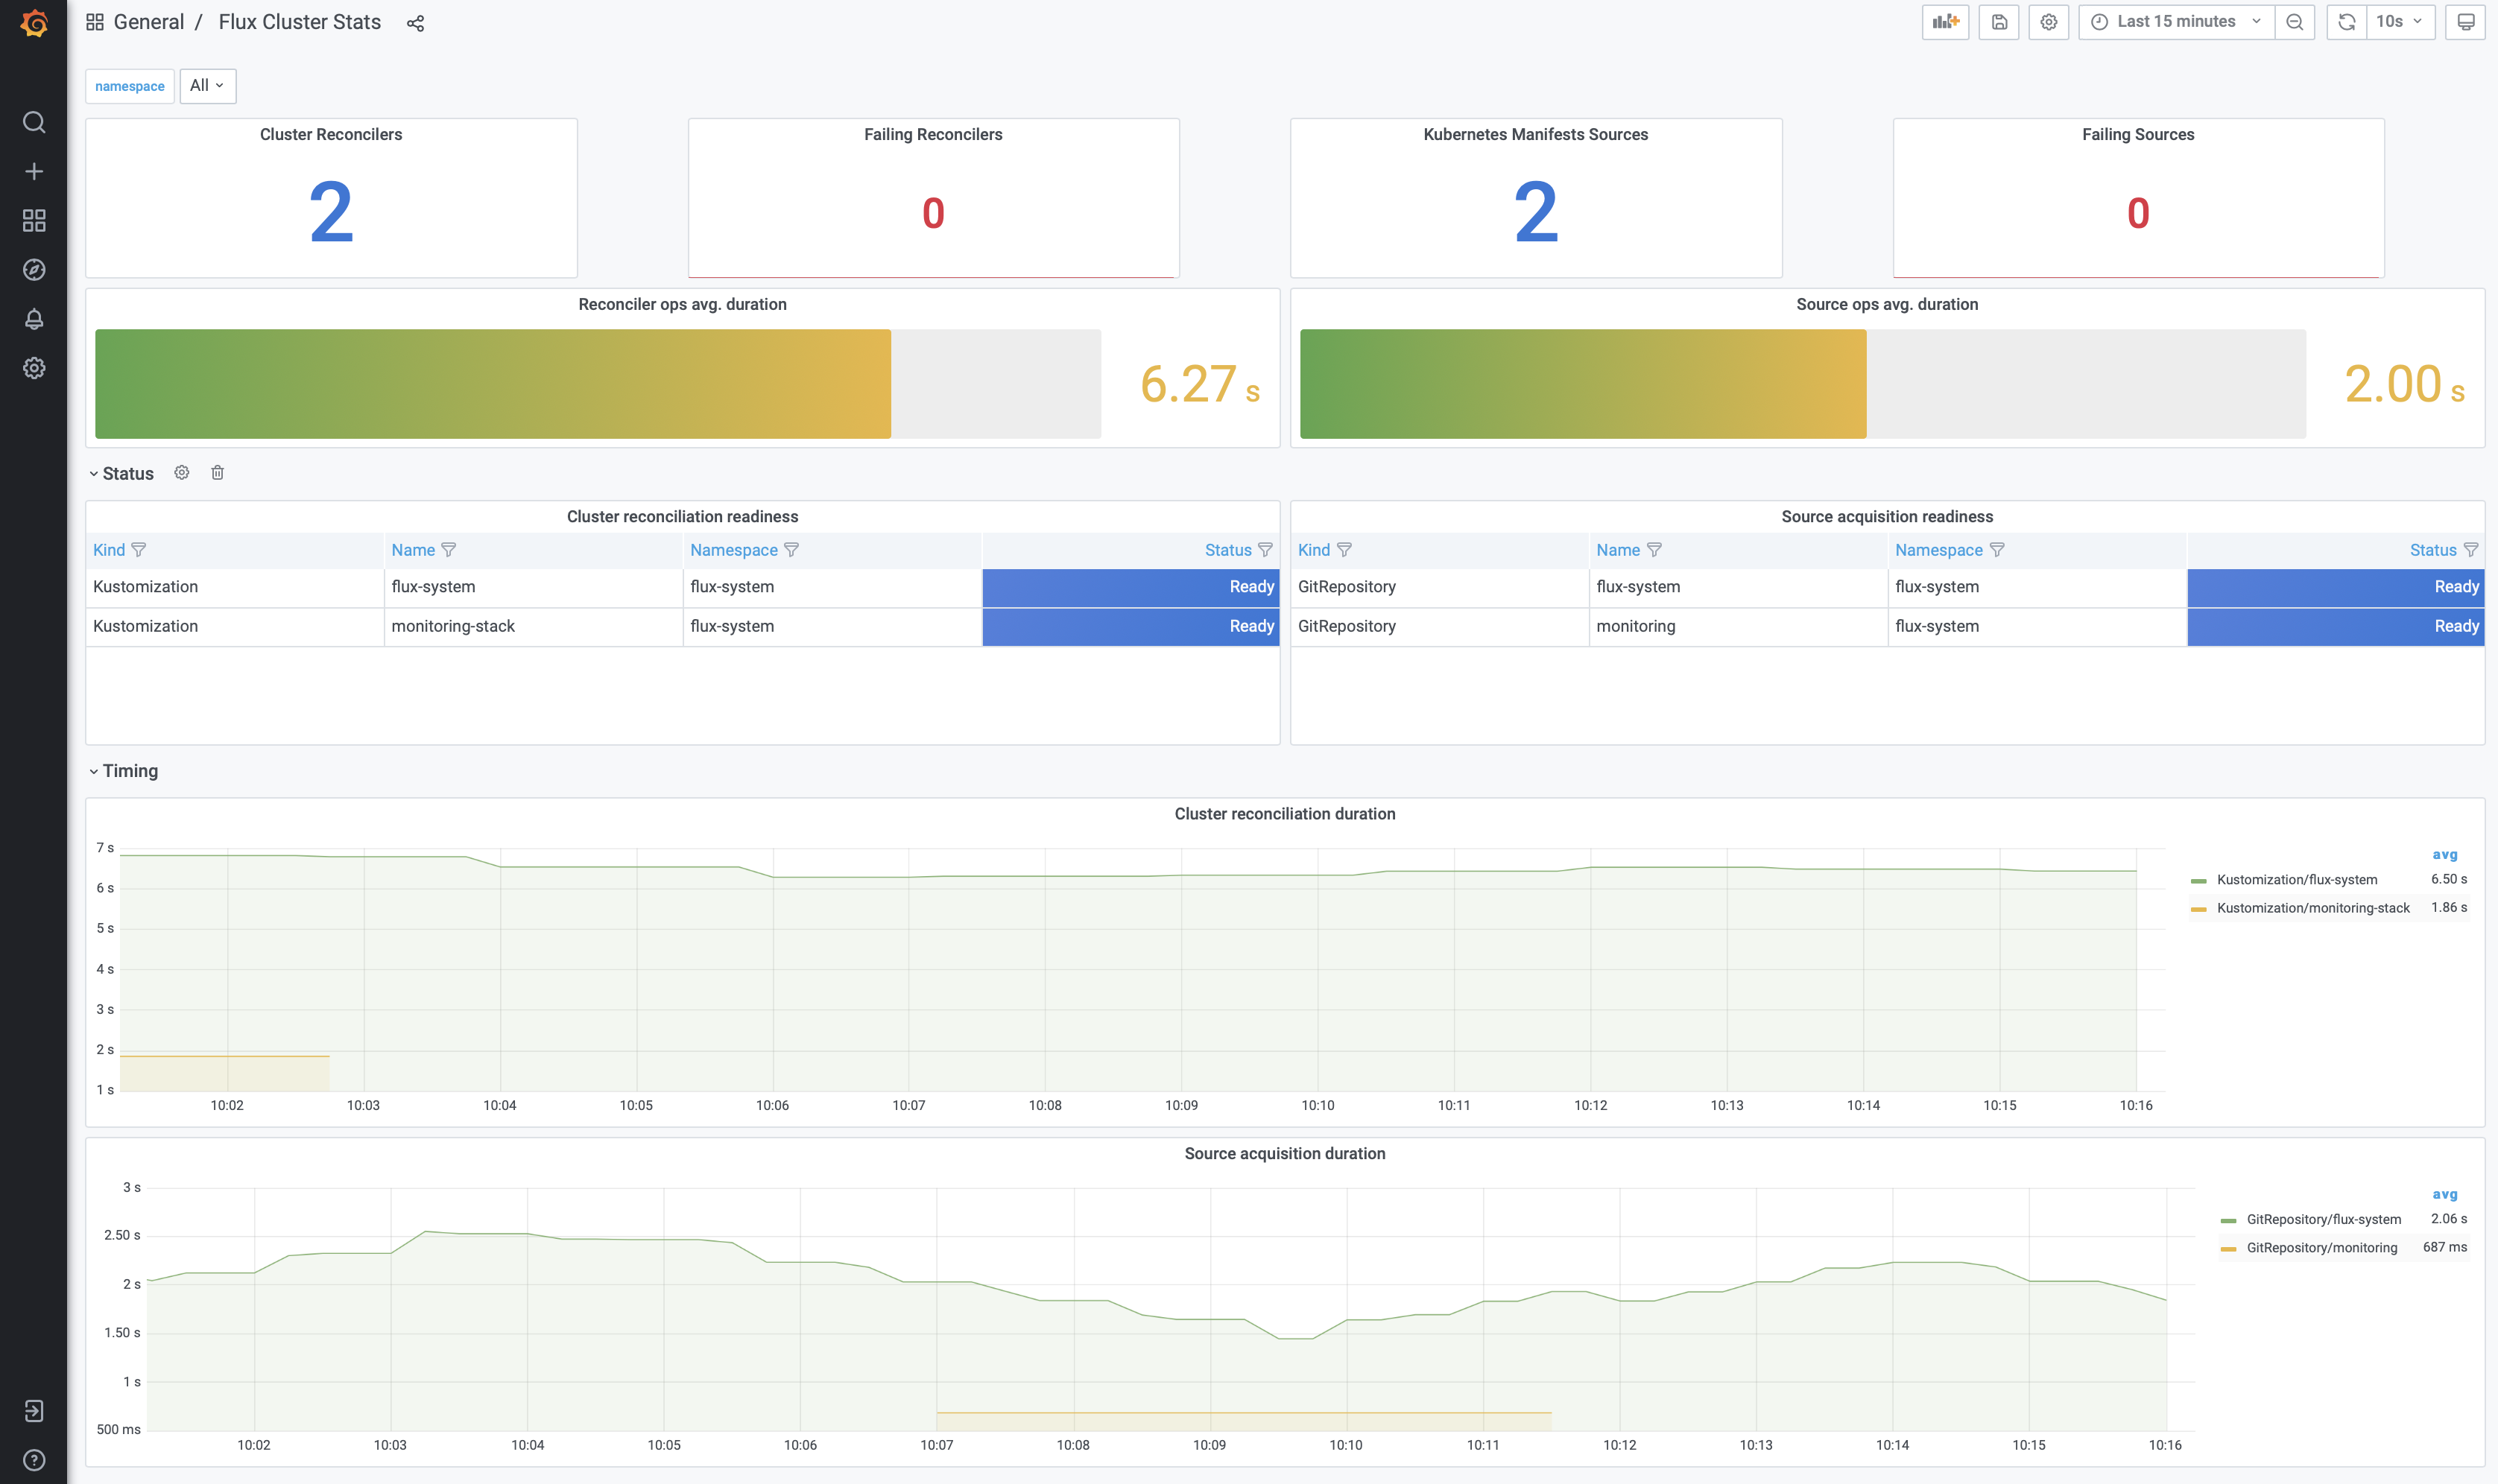 General / Flux Cluster Stats
Last 15 minutes
10s
namespace All
Cluster Reconcilers
2
Failing Reconcilers
0
Kubernetes Manifests Sources
2
Failing Sources
0
Reconciler ops avg. duration
6.27 s
Source ops avg. duration
2.00 s
Status
Cluster reconciliation readiness
Kind Name Namespace Status
Kustomization flux-system flux-system Ready
Kustomization monitoring-stack flux-system Ready
Source acquisition readiness
Kind Name Namespace Status
GitRepository flux-system flux-system Ready
GitRepository monitoring flux-system Ready
Timing
Cluster reconciliation duration
7 s
6 s
5 s
4 s
3 s
2 s
1 s
10:02 10:03 10:04 10:05 10:06 10:07 10:08 10:09 10:10 10:11 10:12 10:13 10:14 10:15 10:16
avg
Kustomization/flux-system 6.50 s
Kustomization/monitoring-stack 1.86 s
Source acquisition duration
3 s
2.50 s
2 s
1.50 s
1 s
500 ms
10:02 10:03 10:04 10:05 10:06 10:07 10:08 10:09 10:10 10:11 10:12 10:13 10:14 10:15 10:16
avg
GitRepository/flux-system 2.06 s
GitRepository/monitoring 687 ms